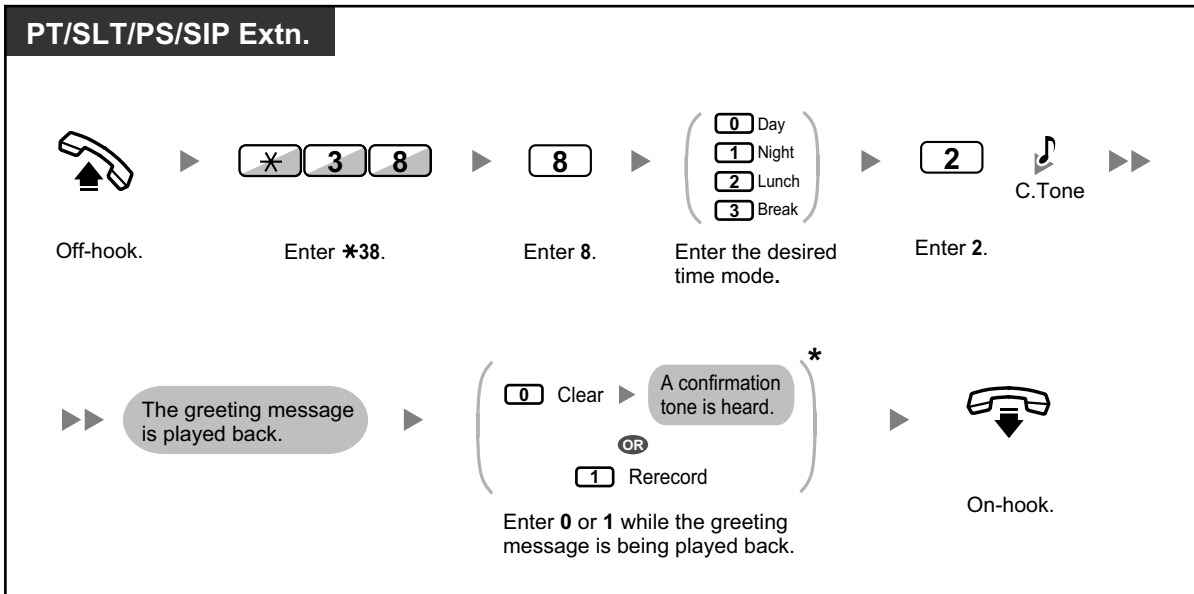 PT/SLT/PS/SIP Extn.
0 Day
1 Night
2 Lunch
3 Break
✳ 3 8
8
2
C.Tone
Off-hook.
Enter ✳38.
Enter 8.
Enter the desired
time mode.
Enter 2.
The greeting message
is played back.
0 Clear
A confirmation
tone is heard.
*
OR
1 Rerecord
Enter 0 or 1 while the greeting
message is being played back.
On-hook.